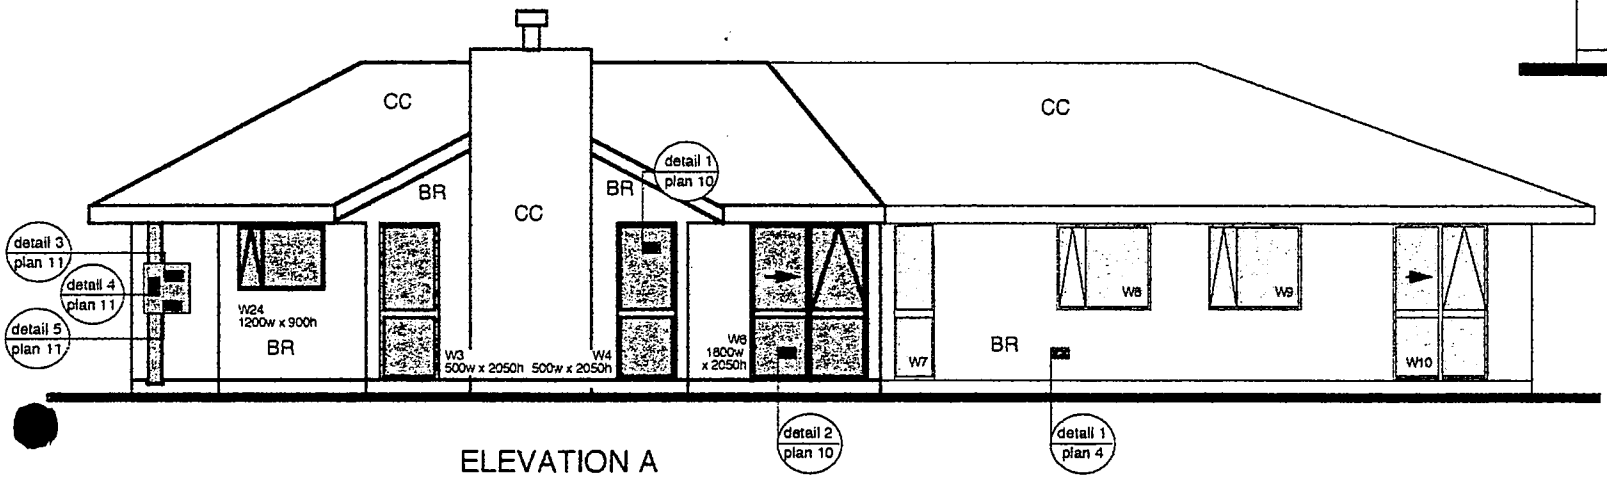 CC
CC
BR
BR
CC
detail 1
plan 10
detail 3
plan 11
detail 4
plan 11
detail 5
plan 11
W24
1200w x 900h
BR
W3
500w x 2050h
W4
500w x 2050h
W6
1800w
x 2050h
W7
BR
W8
W9
W10
detail 2
plan 10
detail 1
plan 4
ELEVATION A